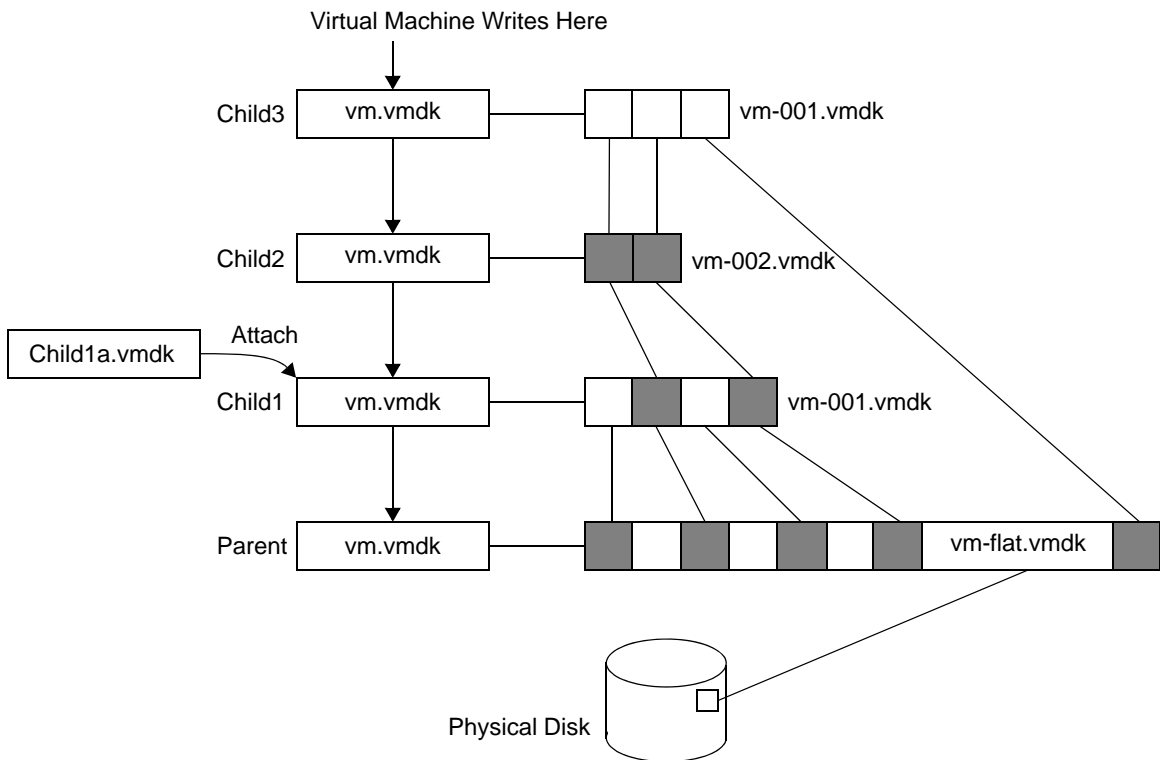 Virtual Machine Writes Here
Child3
vm.vmdk
vm-001.vmdk
Child2
vm.vmdk
vm-002.vmdk
Attach
Child1a.vmdk
Child1
vm.vmdk
vm-001.vmdk
Parent
vm.vmdk
vm-flat.vmdk
Physical Disk